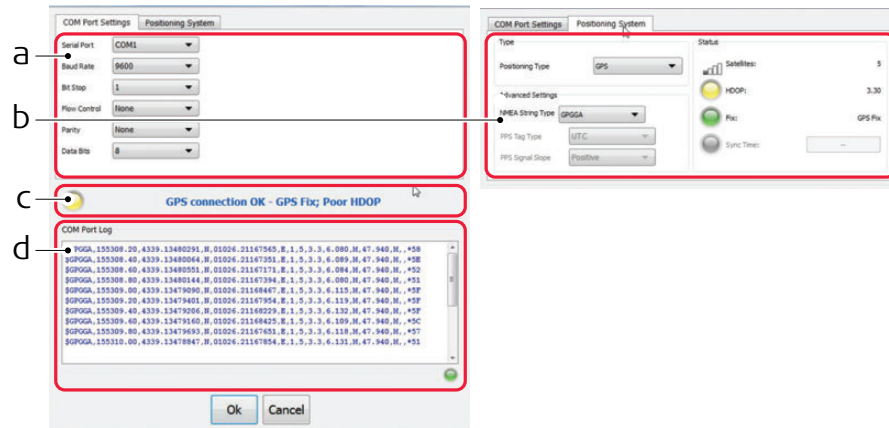 COM Port Settings Positioning System
a
Serial Port COM1
Baud Rate 9600
Bit Stop 1
b
Flow Control None
Parity None
Data Bits 8
COM Port Settings Positioning System
Type
Positioning Type GPS
Advanced Settings
NMEA String Type GPGGA
PPS Tag Type UTC
PPS Signal Slope Positive
Status
Satellites: 5
HDOP: 3.30
Fix: GPS Fix
Sync Time: --
c
GPS connection OK - GPS Fix; Poor HDOP
COM Port Log
d
PGGA,155308.20,4339.13480291,N,01026.21167565,E,1,5,3.3,6.080,M,47.940,M,,*58
$GPGGA,155308.40,4339.13480064,N,01026.21167351,E,1,5,3.3,6.089,M,47.940,M,,*5E
$GPGGA,155308.60,4339.13480551,N,01026.21167171,E,1,5,3.3,6.084,M,47.940,M,,*52
$GPGGA,155308.80,4339.13480144,N,01026.21167394,E,1,5,3.3,6.080,M,47.940,M,,*51
$GPGGA,155309.00,4339.13479090,N,01026.21168467,E,1,5,3.3,6.115,M,47.940,M,,*5F
$GPGGA,155309.20,4339.13479401,N,01026.21167954,E,1,5,3.3,6.119,M,47.940,M,,*5F
$GPGGA,155309.40,4339.13479206,N,01026.21168229,E,1,5,3.3,6.132,M,47.940,M,,*5F
$GPGGA,155309.60,4339.13479160,N,01026.21168425,E,1,5,3.3,6.109,M,47.940,M,,*5C
$GPGGA,155309.80,4339.13479693,N,01026.21167651,E,1,5,3.3,6.118,M,47.940,M,,*57
$GPGGA,155310.00,4339.13478847,N,01026.21167854,E,1,5,3.3,6.131,M,47.940,M,,*51
Ok Cancel